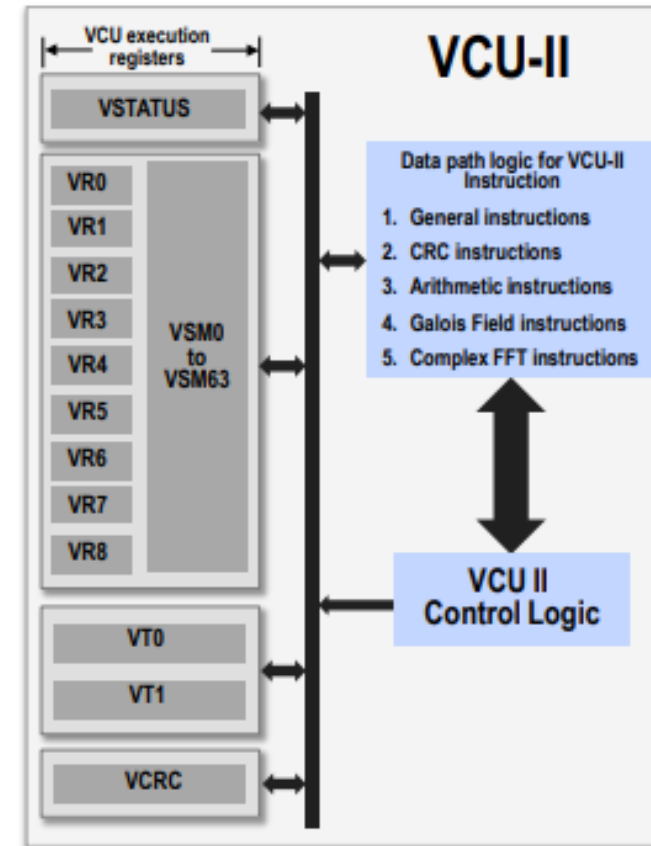 VCU execution
registers
VCU-II
VSTATUS
VR0
VR1
VR2
VR3
VR4
VR5
VR6
VR7
VR8
VSM0
to
VSM63
VT0
VT1
VCRC
Data path logic for VCU-II
Instruction
1. General instructions
2. CRC instructions
3. Arithmetic instructions
4. Galois Field instructions
5. Complex FFT instructions
VCU II
Control Logic